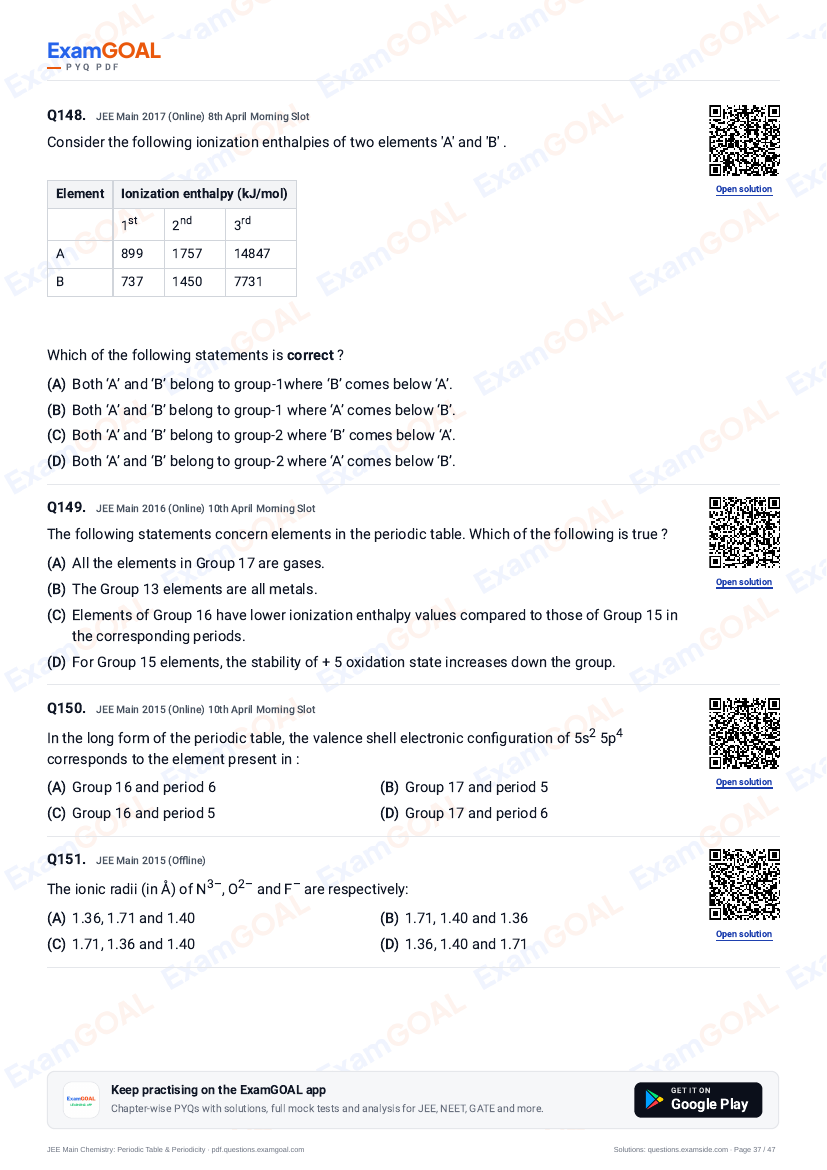 ExamGOAL
PYQ PDF
Q148. JEE Main 2017 (Online) 8th April Morning Slot
Consider the following ionization enthalpies of two elements 'A' and 'B' .
Open solution
Element Ionization enthalpy (kJ/mol)
1st 2nd 3rd
A 899 1757 14847
B 737 1450 7731
Which of the following statements is correct ?
(A) Both ‘A’ and ‘B’ belong to group-1where ‘B’ comes below ‘A’.
(B) Both ‘A’ and ‘B’ belong to group-1 where ‘A’ comes below ‘B’.
(C) Both ‘A’ and ‘B’ belong to group-2 where ‘B’ comes below ‘A’.
(D) Both ‘A’ and ‘B’ belong to group-2 where ‘A’ comes below ‘B’.
Q149. JEE Main 2016 (Online) 10th April Morning Slot
The following statements concern elements in the periodic table. Which of the following is true ?
(A) All the elements in Group 17 are gases.
(B) The Group 13 elements are all metals.
Open solution
(C) Elements of Group 16 have lower ionization enthalpy values compared to those of Group 15 in
the corresponding periods.
(D) For Group 15 elements, the stability of + 5 oxidation state increases down the group.
Q150. JEE Main 2015 (Online) 10th April Morning Slot
In the long form of the periodic table, the valence shell electronic configuration of 5s² 5p⁴
corresponds to the element present in :
Open solution
(A) Group 16 and period 6 (B) Group 17 and period 5
(C) Group 16 and period 5 (D) Group 17 and period 6
Q151. JEE Main 2015 (Offline)
The ionic radii (in Å) of N³⁻, O²⁻ and F⁻ are respectively:
(A) 1.36, 1.71 and 1.40 (B) 1.71, 1.40 and 1.36
Open solution
(C) 1.71, 1.36 and 1.40 (D) 1.36, 1.40 and 1.71
Keep practising on the ExamGOAL app
Chapter-wise PYQs with solutions, full mock tests and analysis for JEE, NEET, GATE and more.
GET IT ON
Google Play
JEE Main Chemistry: Periodic Table & Periodicity · pdf.questions.examgoal.com
Solutions: questions.examside.com · Page 37 / 47